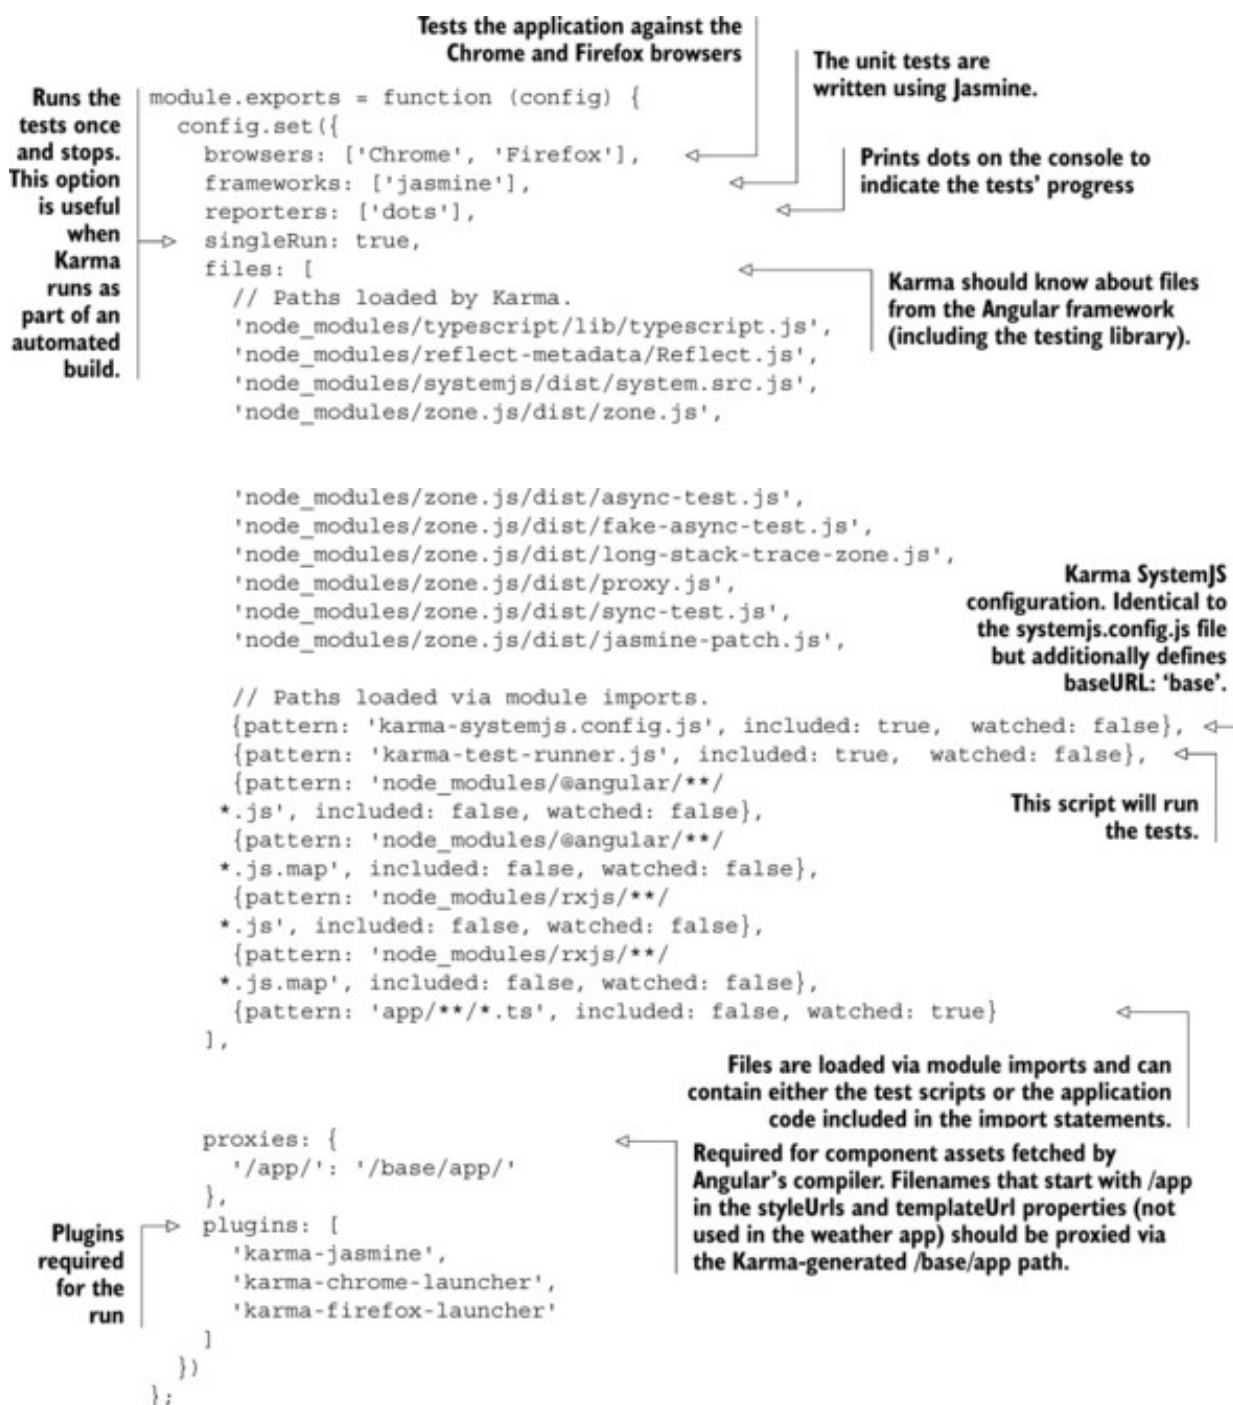 Tests the application against the
Chrome and Firefox browsers
The unit tests are
written using Jasmine.
Runs the
tests once
and stops.
This option
is useful
when
Karma
runs as
part of an
automated
build.
module.exports = function (config) {
  config.set({
    browsers: ['Chrome', 'Firefox'],
    frameworks: ['jasmine'],
    reporters: ['dots'],
    singleRun: true,
    files: [
      // Paths loaded by Karma.
      'node_modules/typescript/lib/typescript.js',
      'node_modules/reflect-metadata/Reflect.js',
      'node_modules/systemjs/dist/system.src.js',
      'node_modules/zone.js/dist/zone.js',
Prints dots on the console to
indicate the tests’ progress
Karma should know about files
from the Angular framework
(including the testing library).
      'node_modules/zone.js/dist/async-test.js',
      'node_modules/zone.js/dist/fake-async-test.js',
      'node_modules/zone.js/dist/long-stack-trace-zone.js',
      'node_modules/zone.js/dist/proxy.js',
      'node_modules/zone.js/dist/sync-test.js',
      'node_modules/zone.js/dist/jasmine-patch.js',
Karma SystemJS
configuration. Identical to
the systemjs.config.js file
but additionally defines
baseURL: ‘base’.
      // Paths loaded via module imports.
      {pattern: 'karma-systemjs.config.js', included: true,  watched: false},
      {pattern: 'karma-test-runner.js', included: true,  watched: false},
      {pattern: 'node_modules/@angular/**/
     *.js', included: false, watched: false},
      {pattern: 'node_modules/@angular/**/
     *.js.map', included: false, watched: false},
      {pattern: 'node_modules/rxjs/**/
     *.js', included: false, watched: false},
      {pattern: 'node_modules/rxjs/**/
     *.js.map', included: false, watched: false},
      {pattern: 'app/**/*.ts', included: false, watched: true}
    ],
This script will run
the tests.
Files are loaded via module imports and can
contain either the test scripts or the application
code included in the import statements.
    proxies: {
      '/app/': '/base/app/'
    },
Required for component assets fetched by
Angular’s compiler. Filenames that start with /app
in the styleUrls and templateUrl properties (not
used in the weather app) should be proxied via
the Karma-generated /base/app path.
Plugins
required
for the
run
    plugins: [
      'karma-jasmine',
      'karma-chrome-launcher',
      'karma-firefox-launcher'
    ]
  })
};